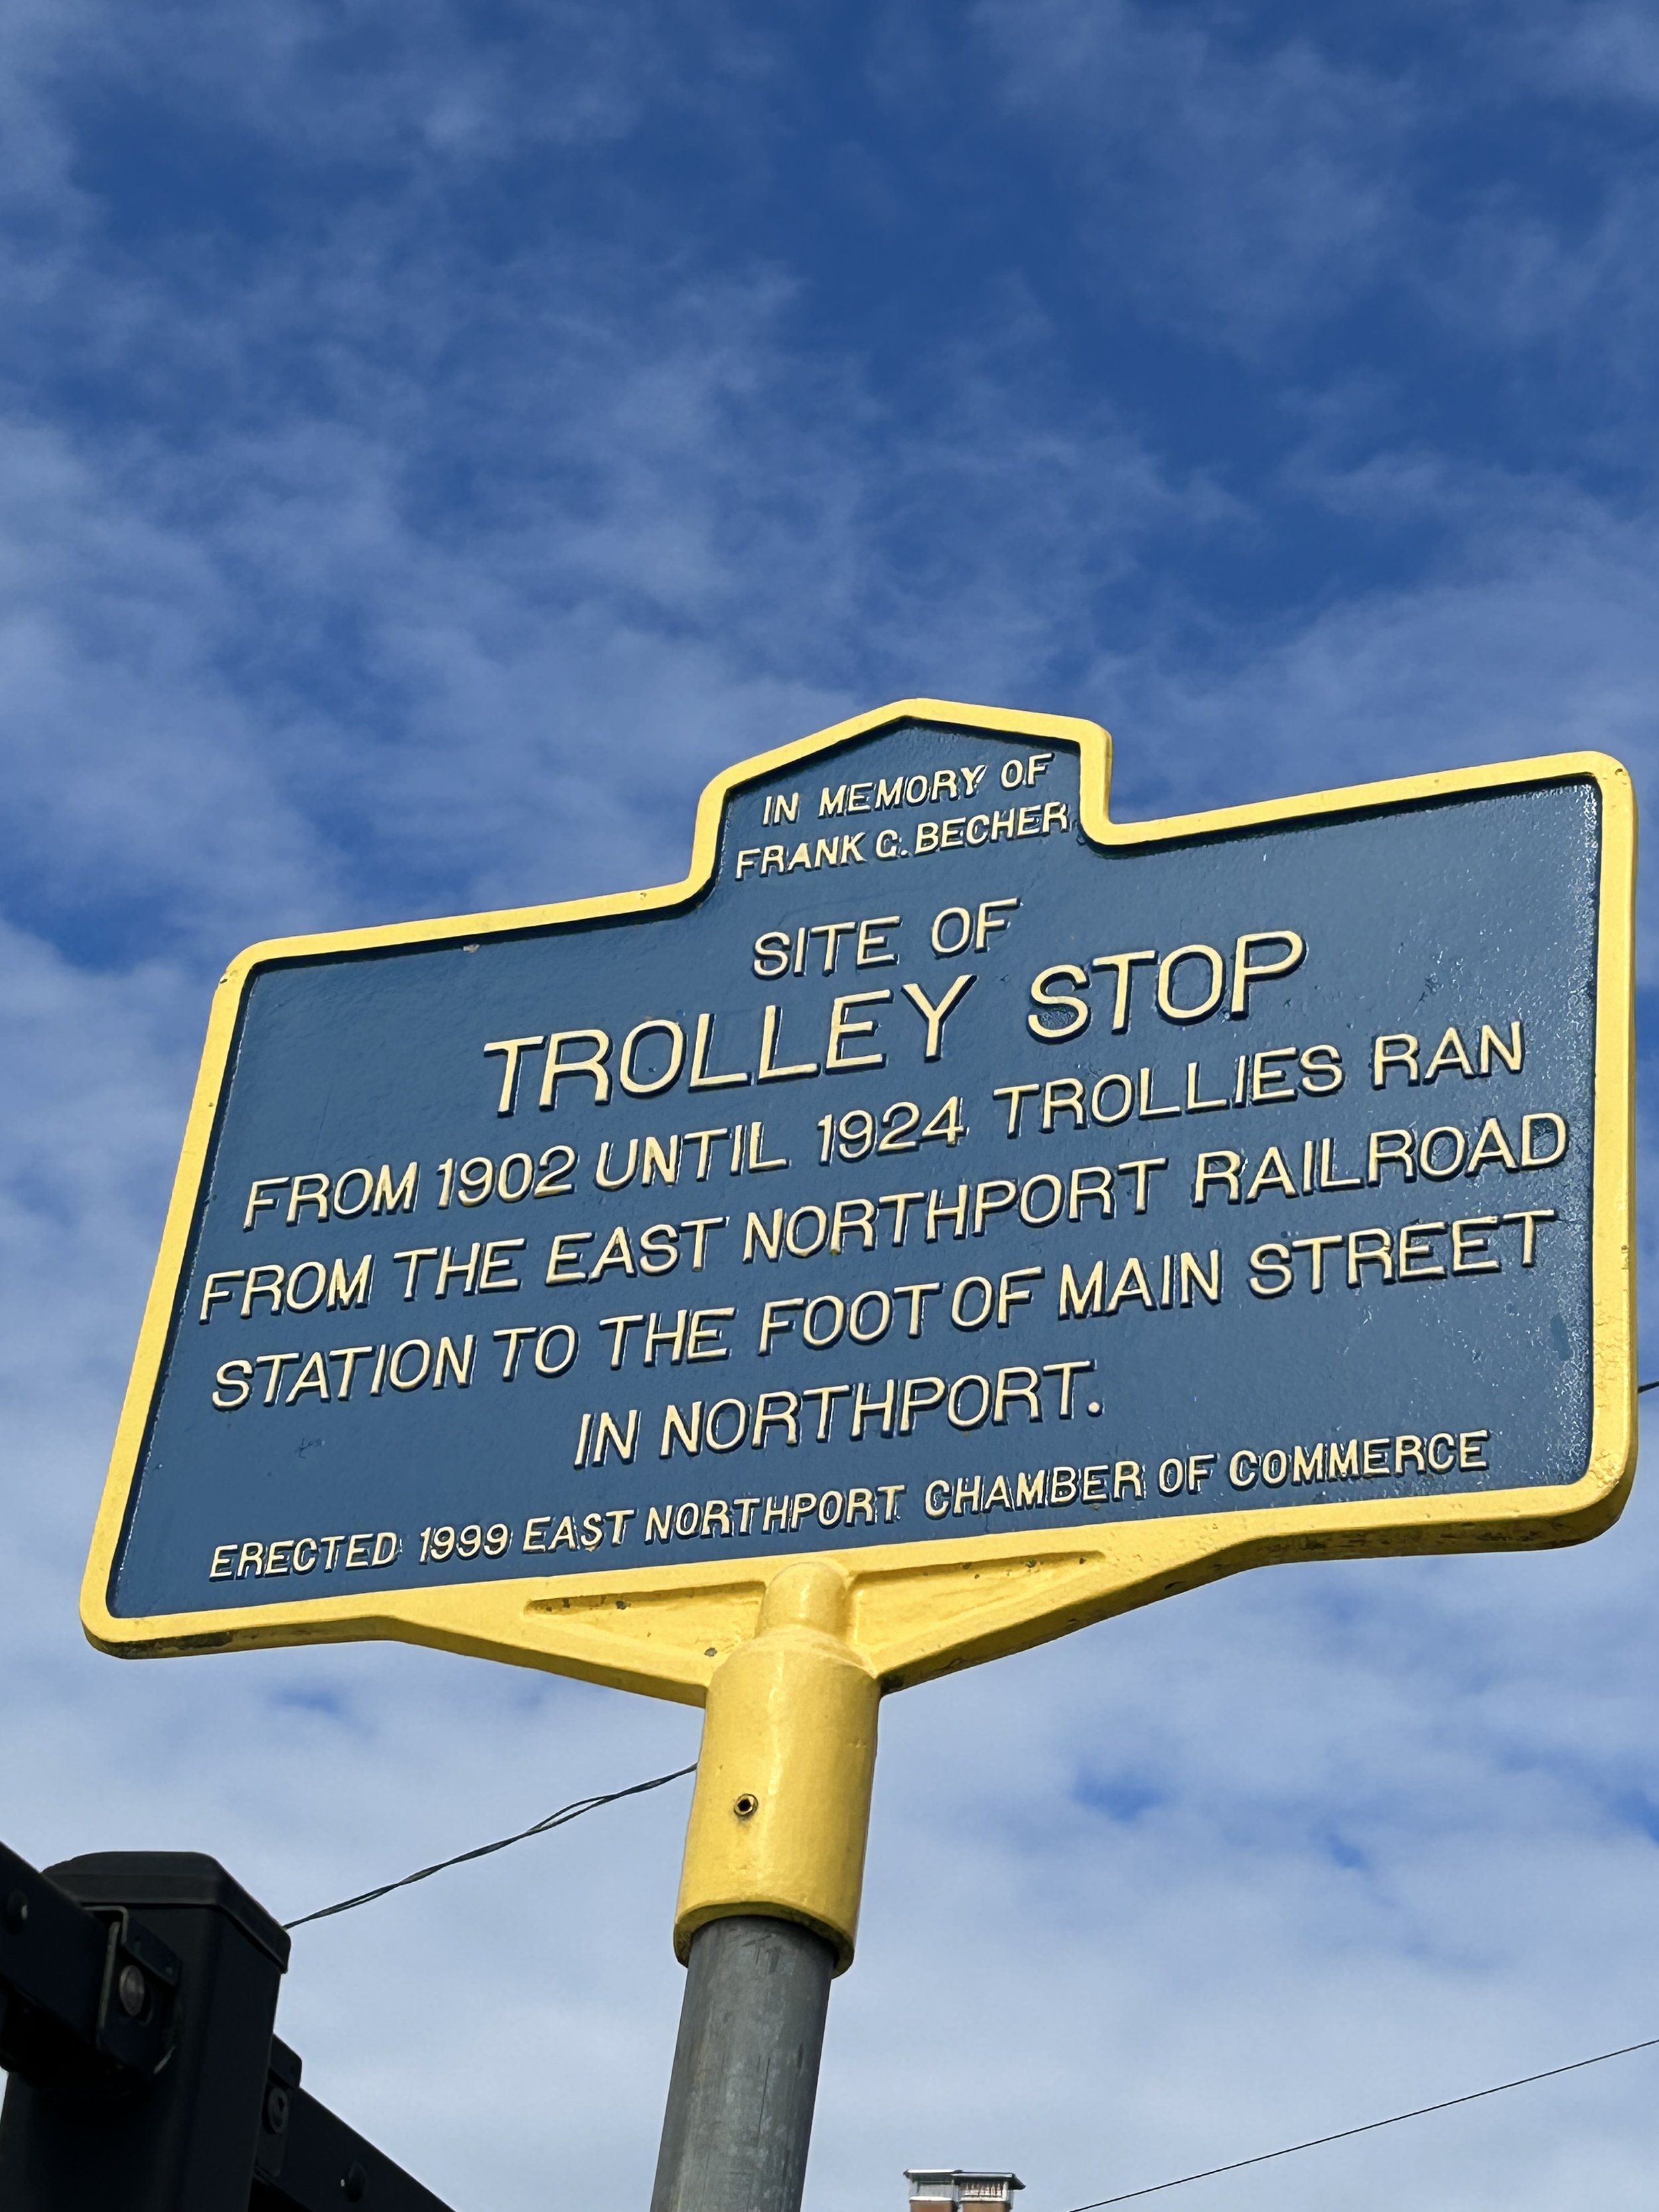 IN MEMORY OF
FRANK G. BECHER
SITE OF
TROLLEY STOP
FROM 1902 UNTIL 1924 TROLLIES RAN
FROM THE EAST NORTHPORT RAILROAD
STATION TO THE FOOT OF MAIN STREET
IN NORTHPORT.
ERECTED 1999 EAST NORTHPORT CHAMBER OF COMMERCE